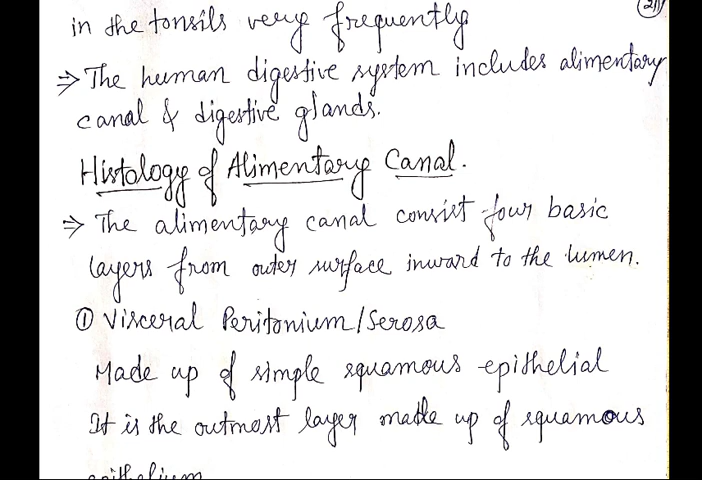 211
in the tonsils very frequently
⇒ The human digestive system includes alimentary
canal & digestive glands.
Histology of Alimentary Canal.
⇒ The alimentary canal consist four basic
layers from outer surface inward to the lumen.
① Visceral Peritonium/Serosa
Made up of simple squamous epithelial
It is the outmost layer made up of squamous
epithelium